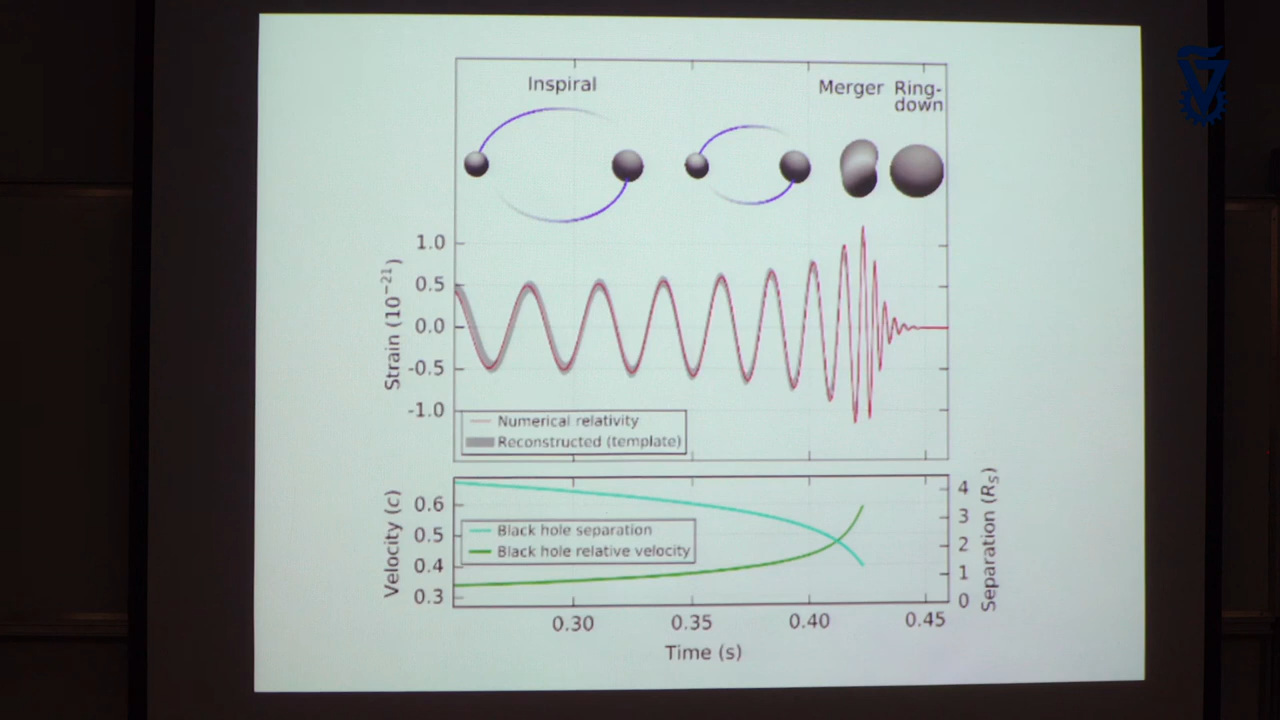 Inspiral
Merger
Ring-
down
1.0
0.5
0.0
-0.5
-1.0
Strain (10⁻²¹)
Numerical relativity
Reconstructed (template)
0.6
0.5
0.4
0.3
Velocity (c)
Black hole separation
Black hole relative velocity
4
3
2
1
0
Separation (R_S)
0.30 0.35 0.40 0.45
Time (s)